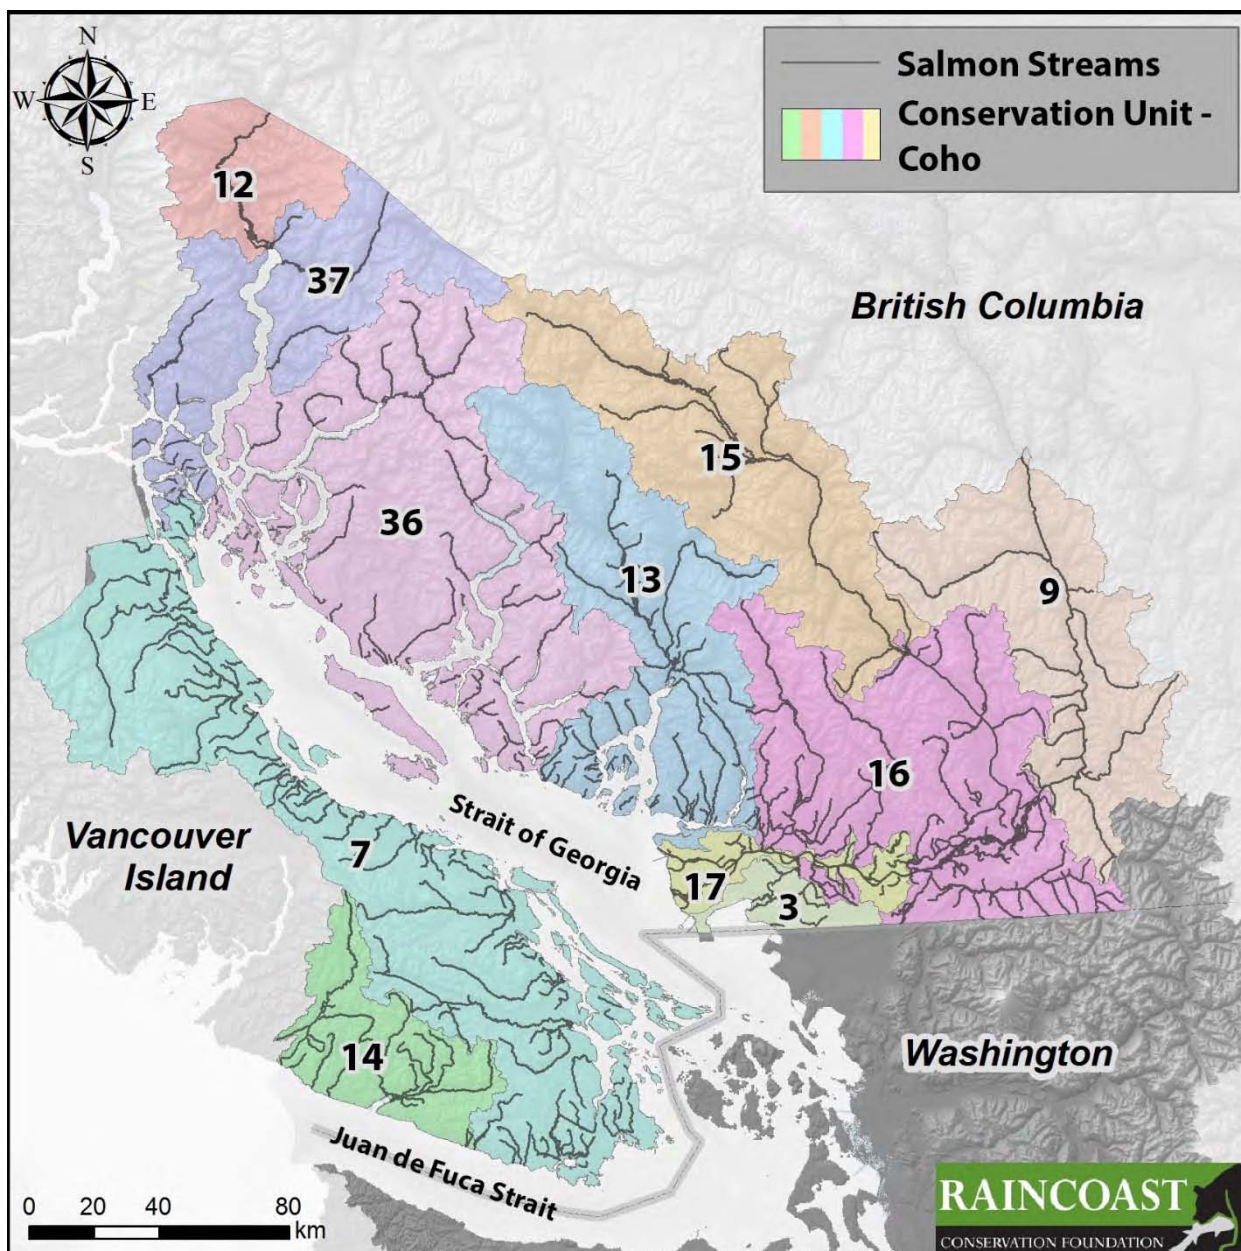 N
W E
S
Salmon Streams
Conservation Unit -
Coho
12
37
British Columbia
15
36
13
9
16
Strait of Georgia
Vancouver
Island
7
17
3
14
Washington
Juan de Fuca Strait
0 20 40 80
km
RAINCOAST
CONSERVATION FOUNDATION